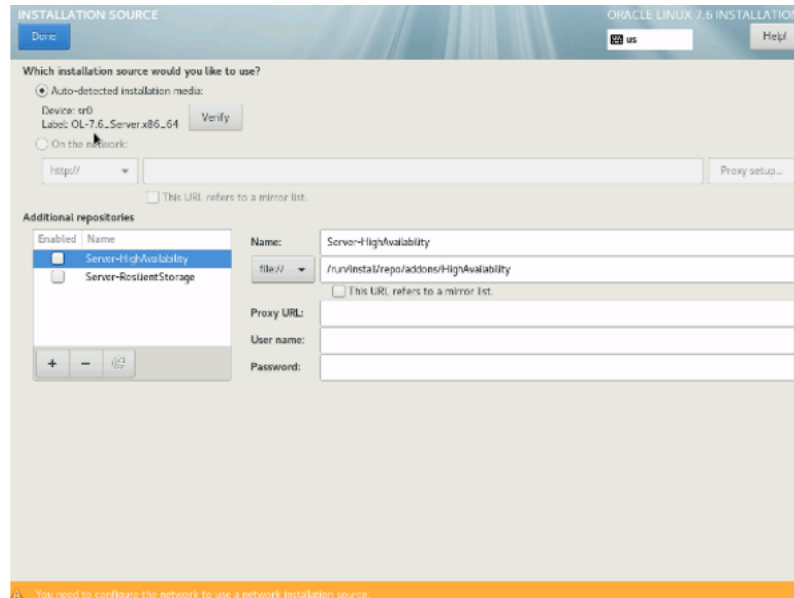 INSTALLATION SOURCE
ORACLE LINUX 7.6 INSTALLATION
Done
us
Help!
Which installation source would you like to use?
Auto-detected installation media:
Device: sr0
Label: OL-7.6_Server.x86_64
Verify
On the network:
http://
Proxy setup...
This URL refers to a mirror list.
Additional repositories
Enabled Name
Server-HighAvailability
Server-ResilientStorage
Name: Server-HighAvailability
file:// /run/install/repo/addons/HighAvailability
This URL refers to a mirror list.
Proxy URL:
User name:
Password:
You need to configure the network to use a network installation source.